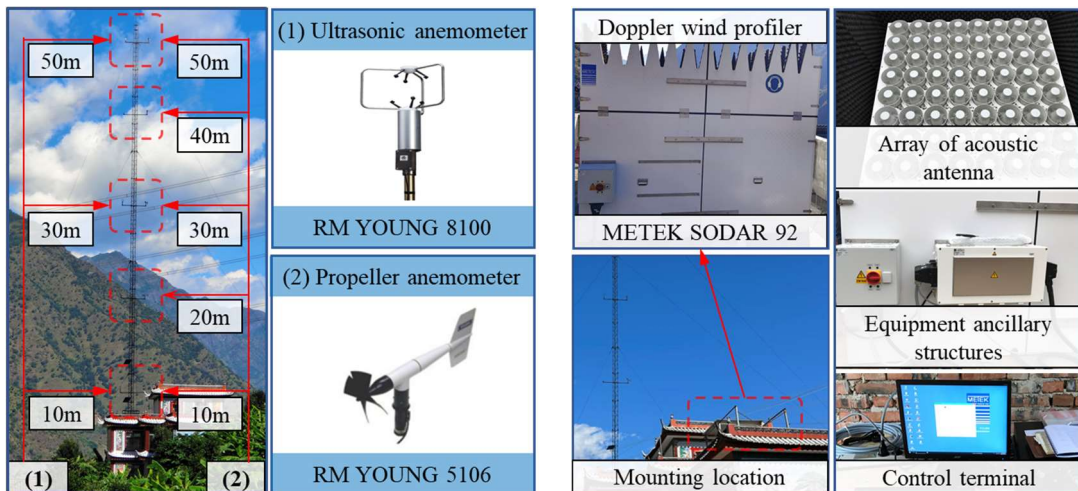 50m
50m
40m
30m
30m
20m
10m
10m
(1)
(2)
(1) Ultrasonic anemometer
RM YOUNG 8100
(2) Propeller anemometer
RM YOUNG 5106
Doppler wind profiler
METEK SODAR 92
Mounting location
Array of acoustic
antenna
Equipment ancillary
structures
METEK
Control terminal